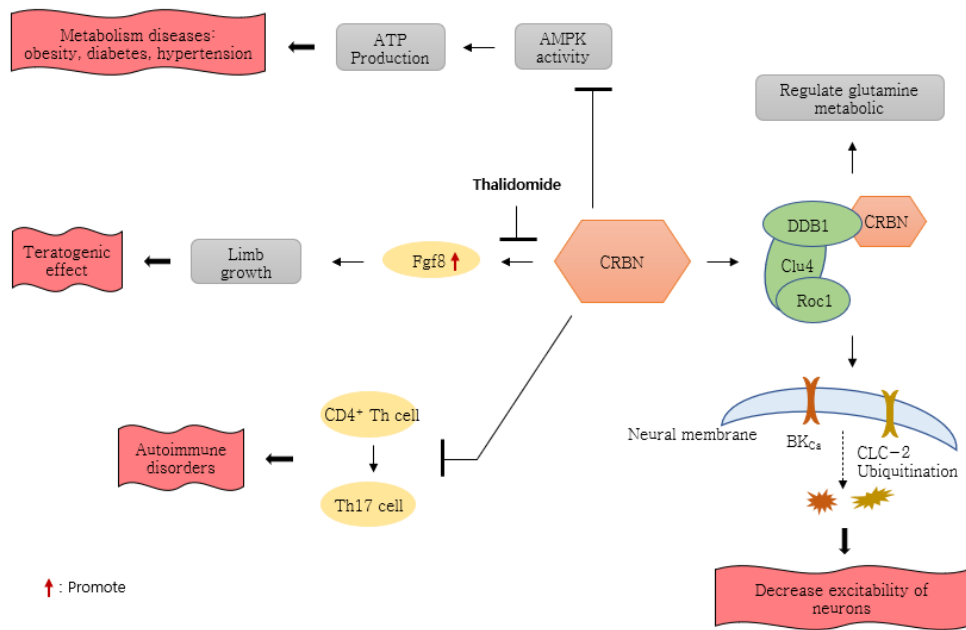 Metabolism diseases:
obesity, diabetes, hypertension
ATP
Production
AMPK
activity
Regulate glutamine
metabolic
Thalidomide
Teratogenic
effect
Limb
growth
Fgf8
CRBN
DDB1
CRBN
Clu4
Roc1
CD4⁺ Th cell
Th17 cell
Autoimmune
disorders
Neural membrane
BKCa
CLC-2
Ubiquitination
: Promote
Decrease excitability of
neurons